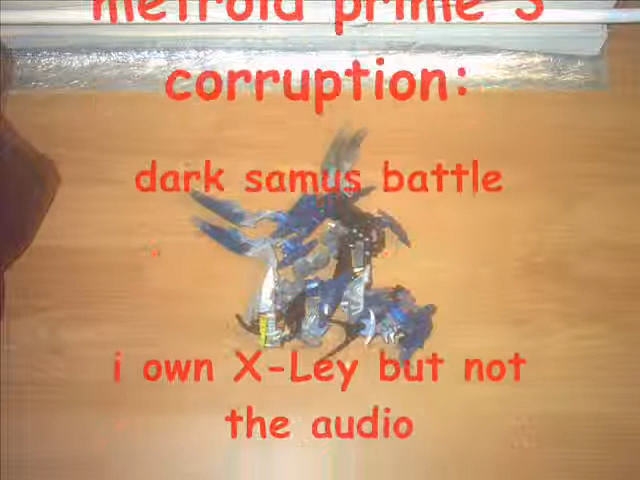 metroid prime 3
corruption:
dark samus battle
i own X-Ley but not
the audio